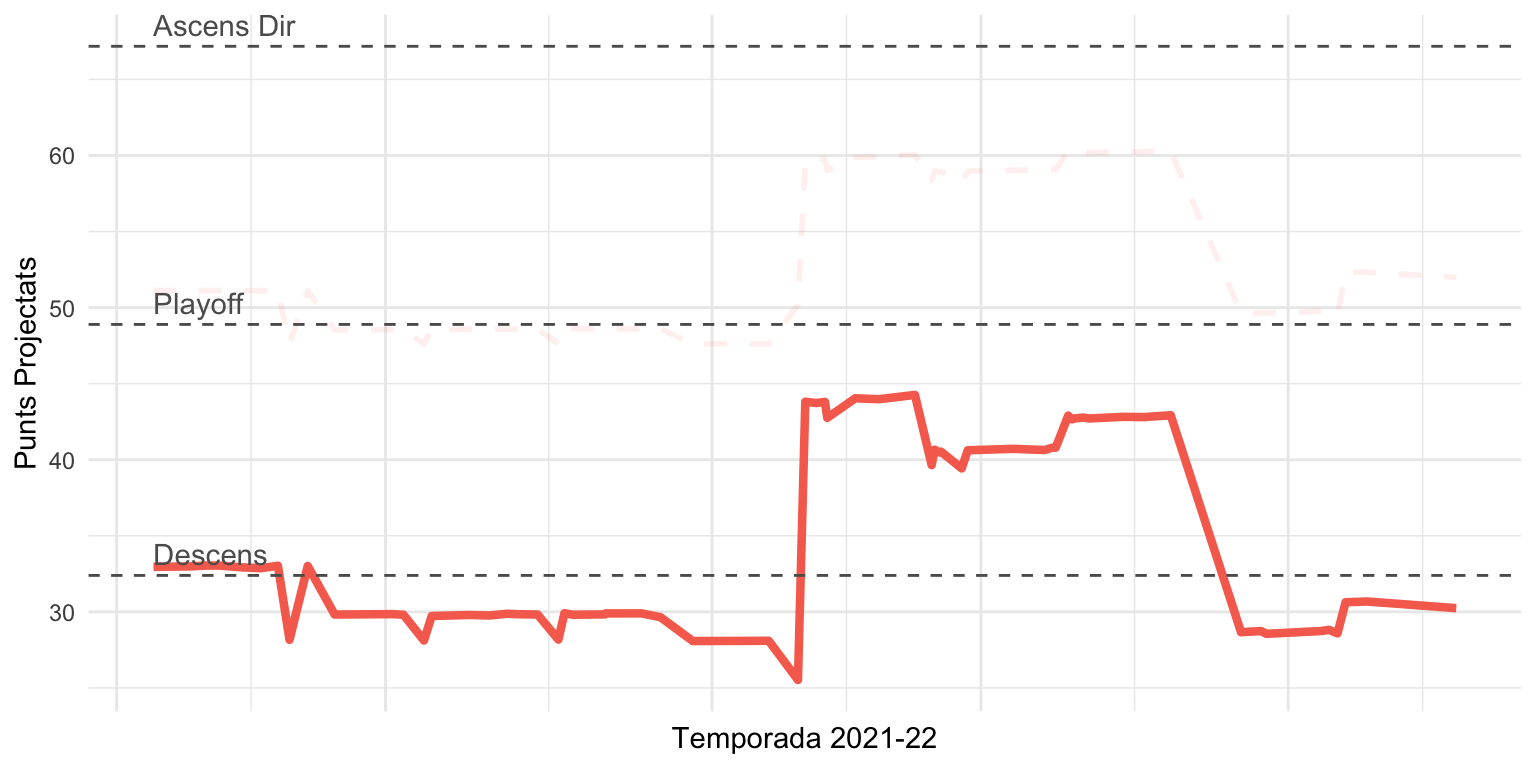 Ascens Dir
60
Playoff
50
40
Descens
30
Punts Projectats
Temporada 2021-22